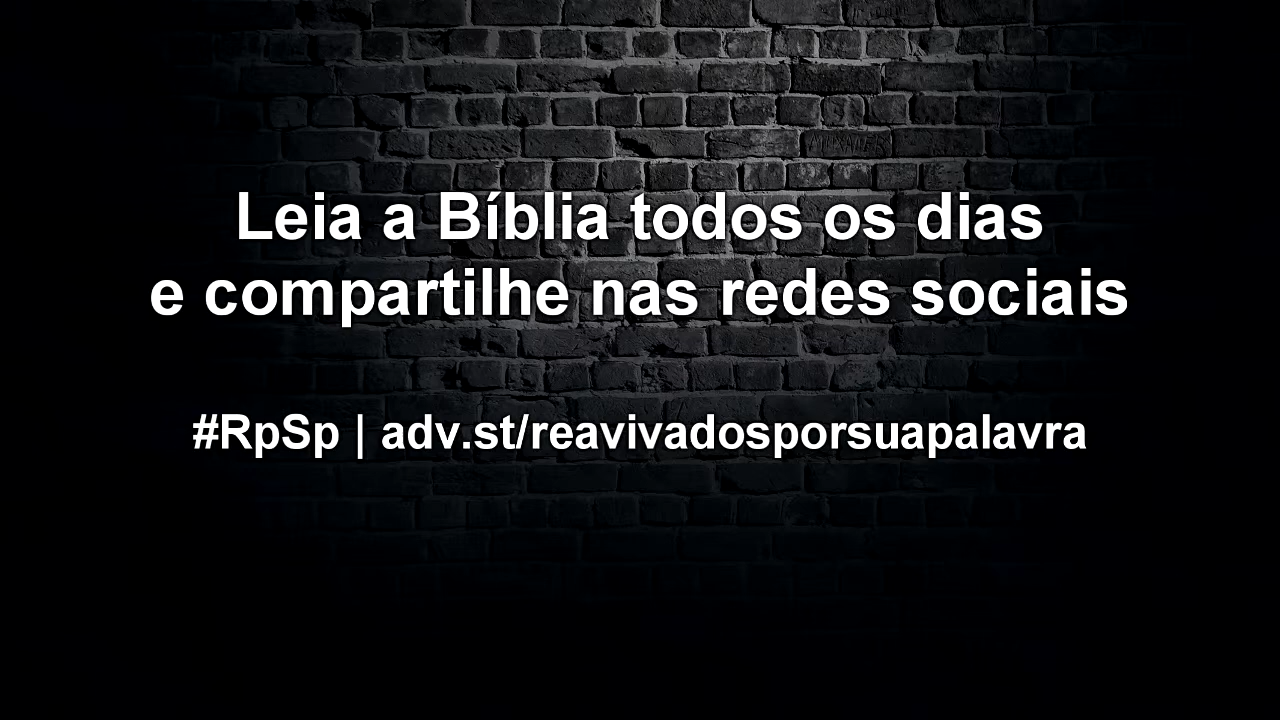 Leia a Bíblia todos os dias
e compartilhe nas redes sociais
#RpSp | adv.st/reavivadosporsuapalavra